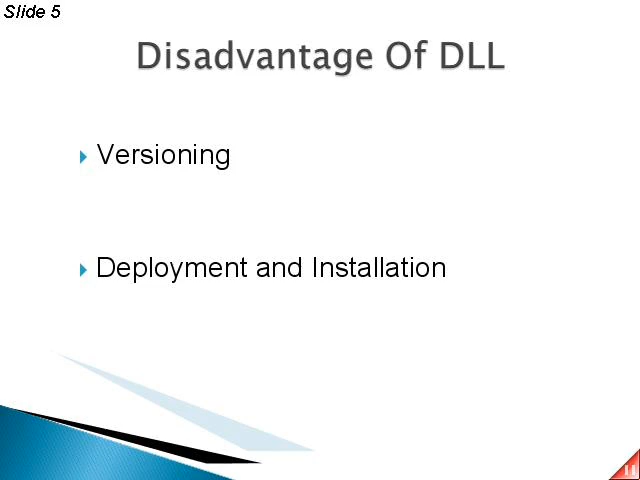 Slide 5
Disadvantage Of DLL
Versioning
Deployment and Installation